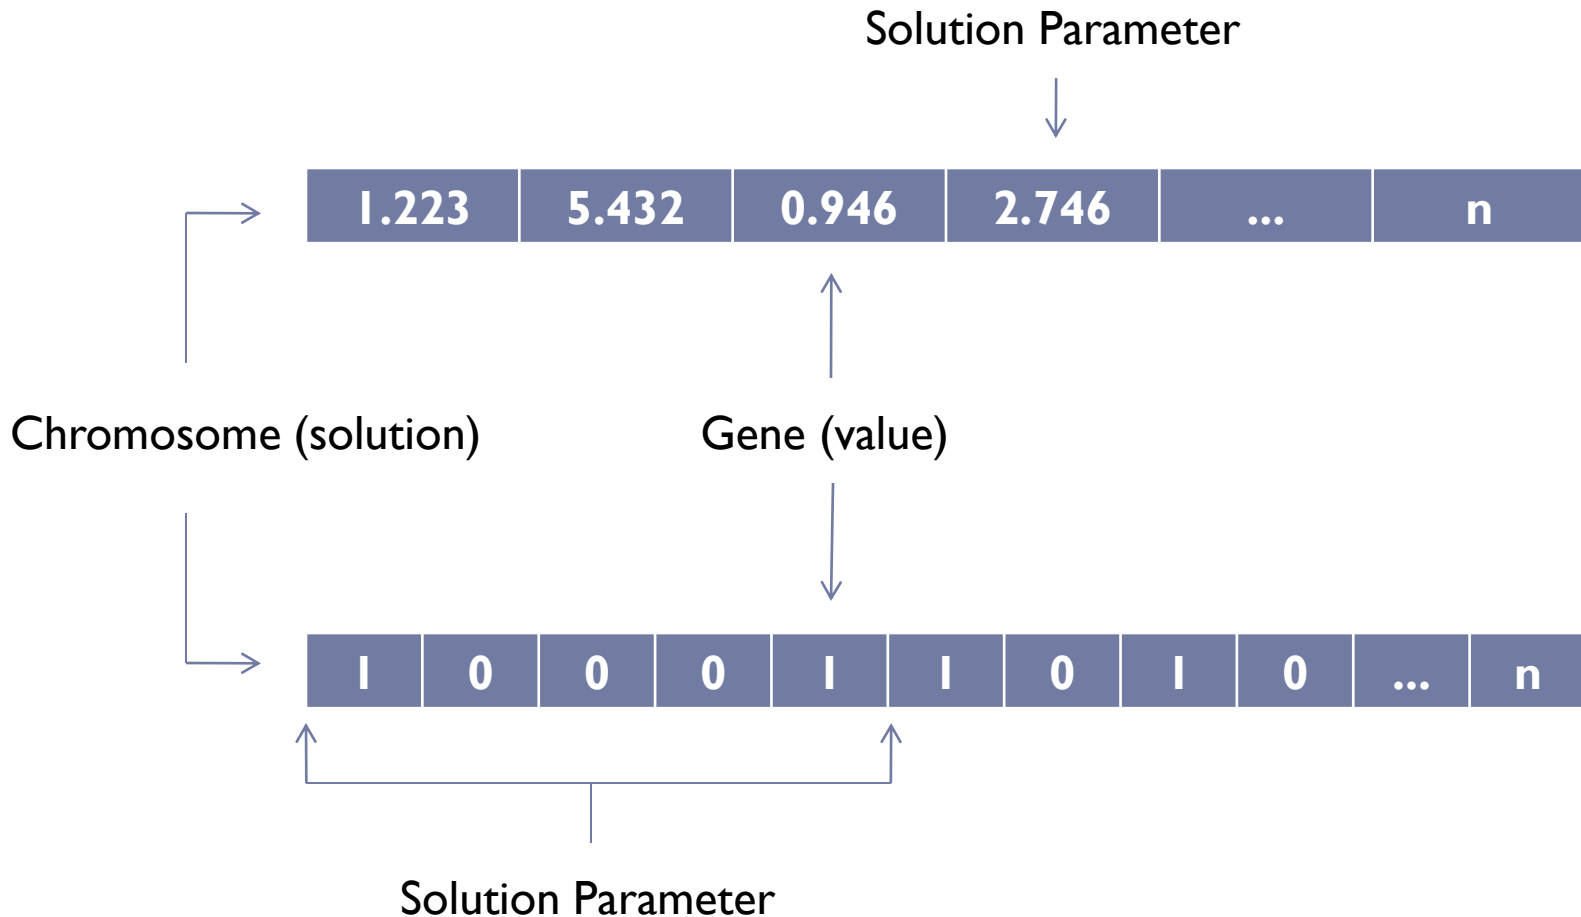 Solution Parameter
1.223 5.432 0.946 2.746 ... n
Chromosome (solution) Gene (value)
1 0 0 0 1 1 0 1 0 ... n
Solution Parameter